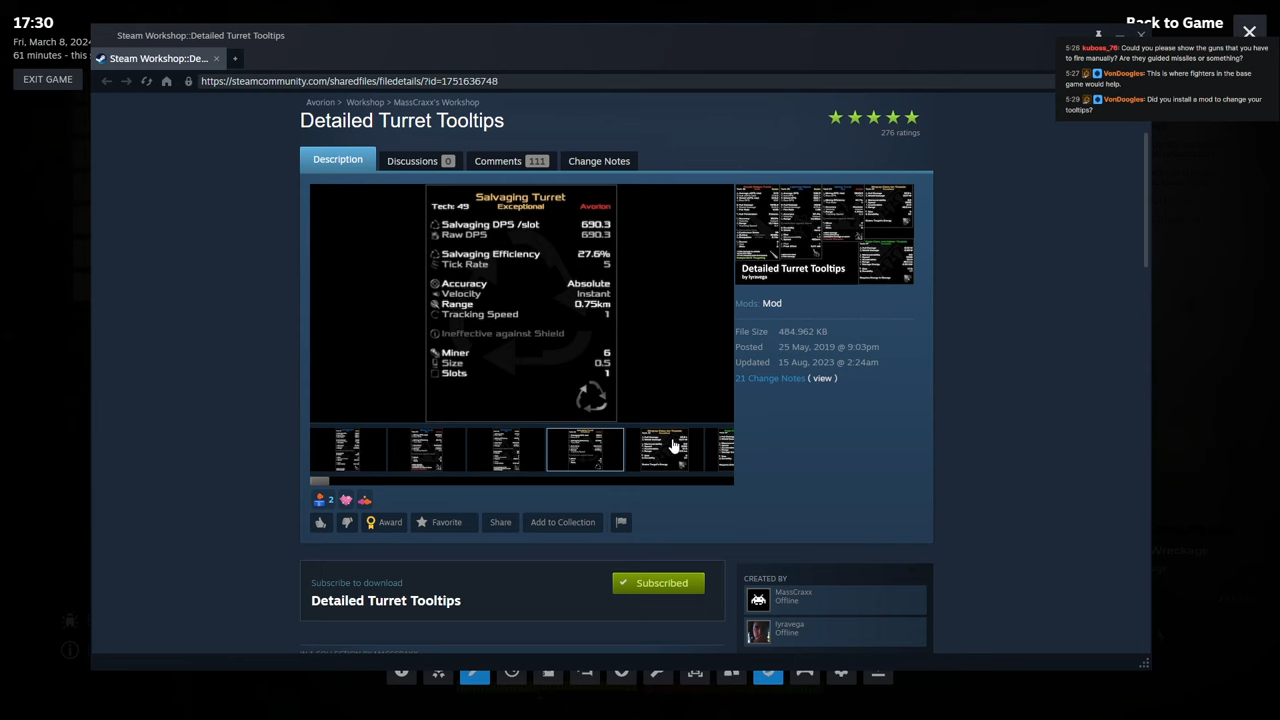 17:30
Fri, March 8, 2024
61 minutes - this s
EXIT GAME
Back to Game
Steam Workshop::Detailed Turret Tooltips
Steam Workshop::De...
https://steamcommunity.com/sharedfiles/filedetails/?id=1751636748
5:26 kuboss_76: Could you please show the guns that you have
to fire manually? Are they guided missiles or something?
5:27 VonDoogles: This is where fighters in the base
game would help.
5:29 VonDoogles: Did you install a mod to change your
tooltips?
Avorion > Workshop > MassCraxx's Workshop
Detailed Turret Tooltips
276 ratings
Description
Discussions 0
Comments 111
Change Notes
Salvaging Turret
Tech: 49 Exceptional Avorion
Salvaging DPS /slot 690.3
Raw DPS 690.3
Salvaging Efficiency 27.6%
Tick Rate 5
Accuracy Absolute
Velocity Instant
Range 0.75km
Tracking Speed 1
Ineffective against Shield
Miner 6
Size 0.5
Slots 1
Detailed Turret Tooltips
by lyravega
Mods: Mod
File Size 484.962 KB
Posted 25 May, 2019 @ 9:03pm
Updated 15 Aug, 2023 @ 2:24am
21 Change Notes ( view )
2
Award
Favorite
Share
Add to Collection
Subscribe to download
Detailed Turret Tooltips
Subscribed
CREATED BY
MassCraxx
Offline
lyravega
Offline
IN A COLLECTION BY MASSCRAXX
Wreckage